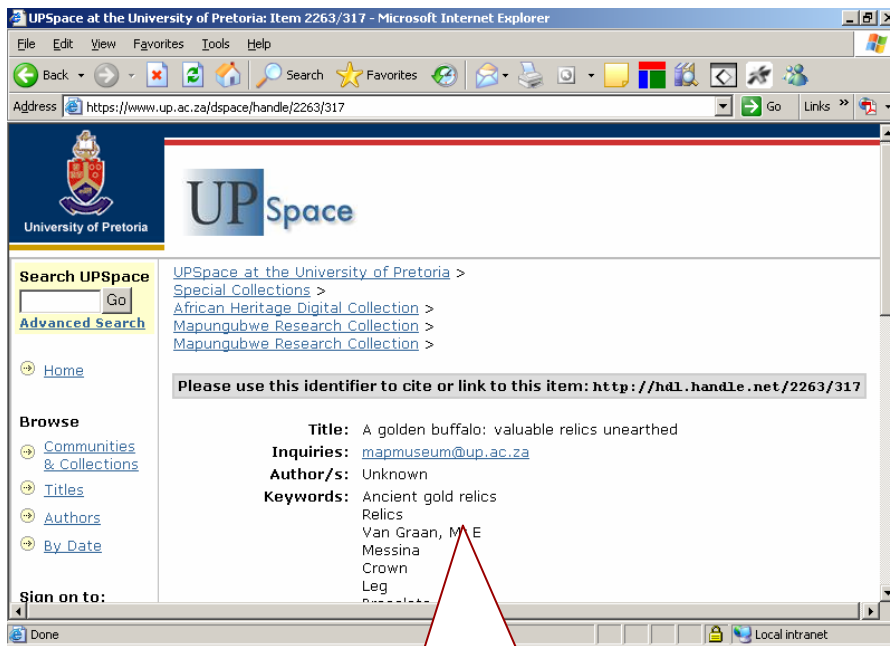 UPSpace at the University of Pretoria: Item 2263/317 - Microsoft Internet Explorer
File Edit View Favorites Tools Help
Back Search Favorites
Address https://www.up.ac.za/dspace/handle/2263/317 Go Links »
University of Pretoria
UP Space
Search UPSpace
Go
Advanced Search
Home
Browse
Communities
& Collections
Titles
Authors
By Date
Sign on to:
UPSpace at the University of Pretoria >
Special Collections >
African Heritage Digital Collection >
Mapungubwe Research Collection >
Mapungubwe Research Collection >
Please use this identifier to cite or link to this item: http://hdl.handle.net/2263/317
Title: A golden buffalo: valuable relics unearthed
Inquiries: mapmuseum@up.ac.za
Author/s: Unknown
Keywords: Ancient gold relics
Relics
Van Graan, E
Messina
Crown
Leg
Done Local intranet